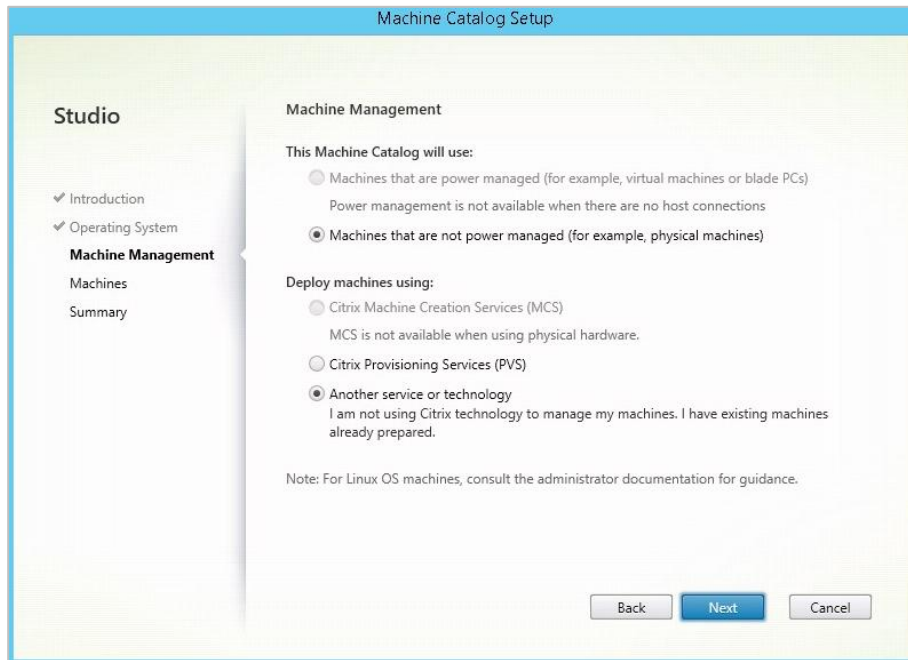 Machine Catalog Setup
Studio
Introduction
Operating System
Machine Management
Machines
Summary
Machine Management
This Machine Catalog will use:
Machines that are power managed (for example, virtual machines or blade PCs)
Power management is not available when there are no host connections
Machines that are not power managed (for example, physical machines)
Deploy machines using:
Citrix Machine Creation Services (MCS)
MCS is not available when using physical hardware.
Citrix Provisioning Services (PVS)
Another service or technology
I am not using Citrix technology to manage my machines. I have existing machines
already prepared.
Note: For Linux OS machines, consult the administrator documentation for guidance.
Back
Next
Cancel